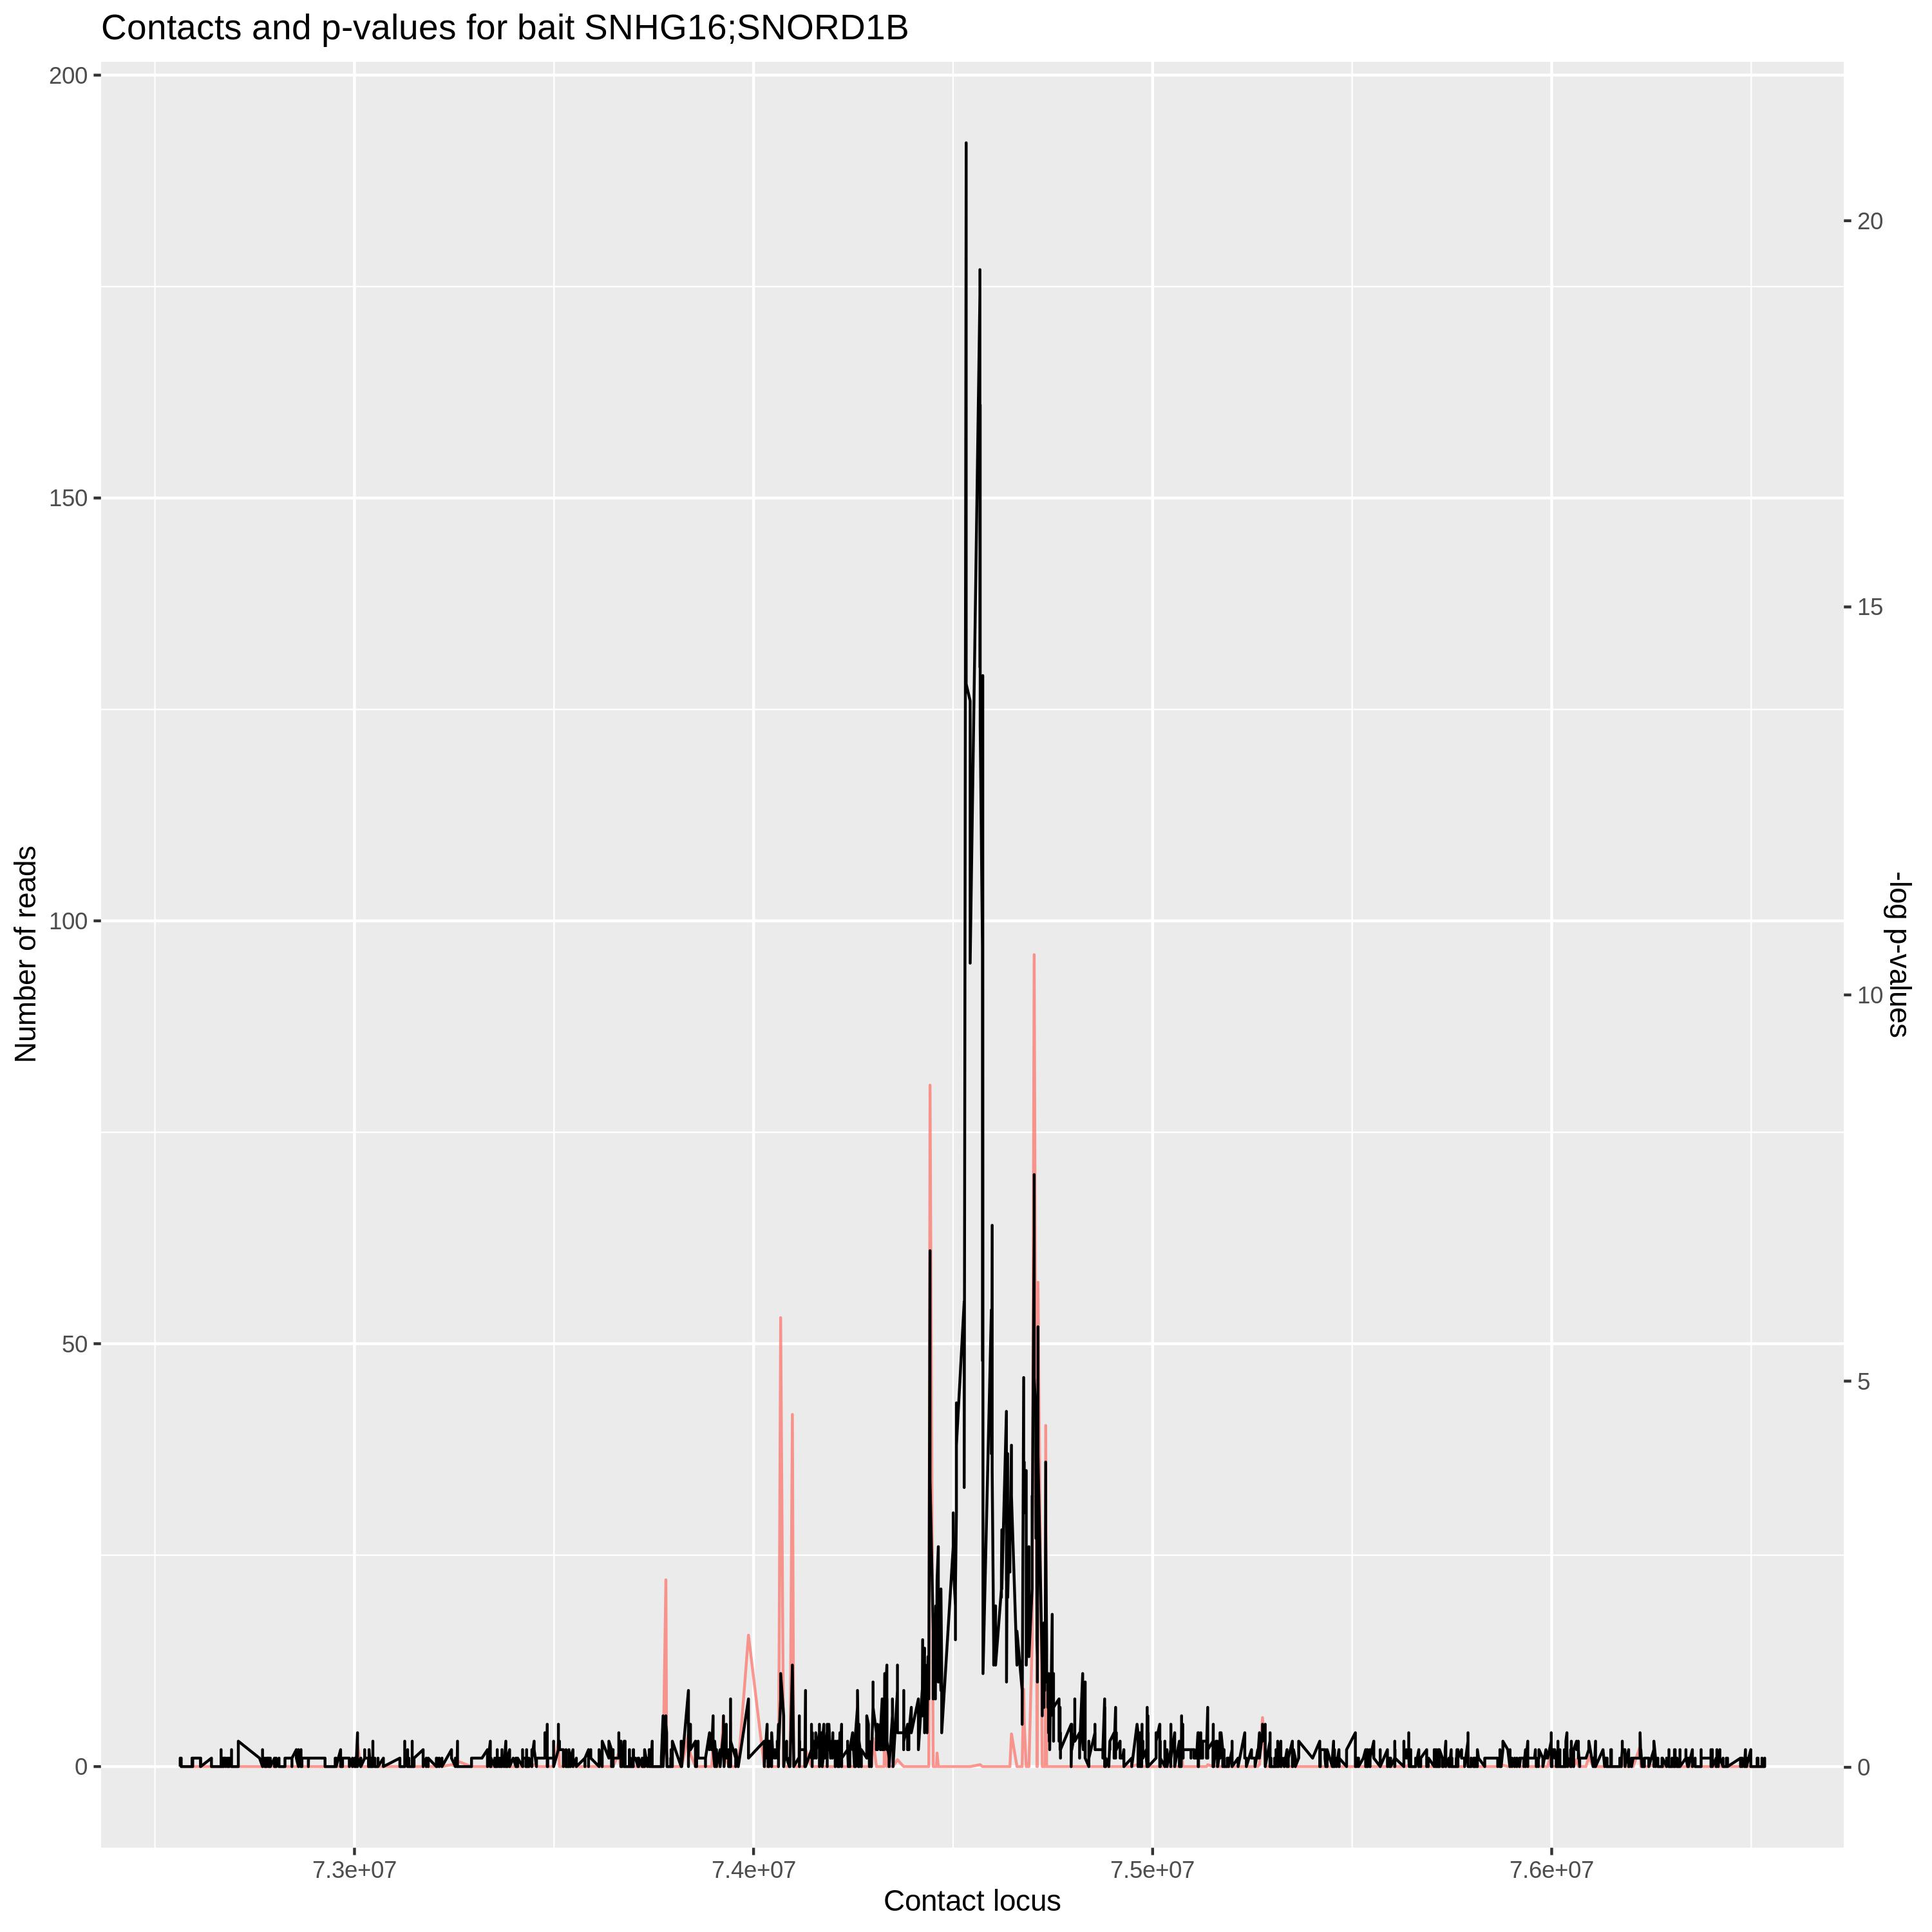 Contacts and p-values for bait SNHG16;SNORD1B
200
150
100
50
0
Number of reads
20
15
10
5
0
-log p-values
7.3e+07
7.4e+07
7.5e+07
7.6e+07
Contact locus